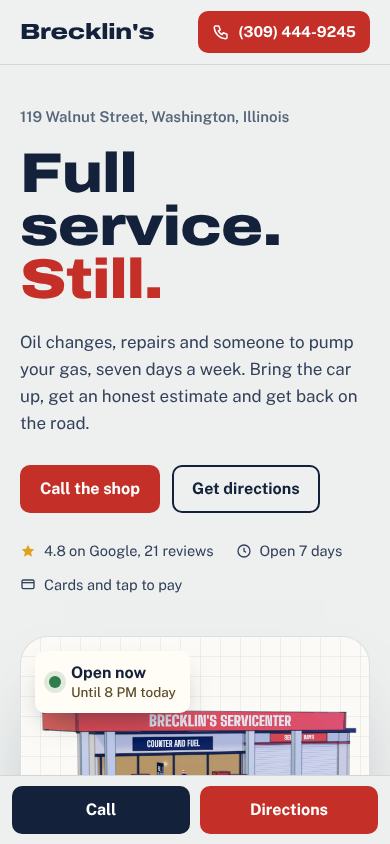 Brecklin's
(309) 444-9245
119 Walnut Street, Washington, Illinois
Full
service.
Still.
Oil changes, repairs and someone to pump
your gas, seven days a week. Bring the car
up, get an honest estimate and get back on
the road.
Call the shop
Get directions
4.8 on Google, 21 reviews
Open 7 days
Cards and tap to pay
Open now
Until 8 PM today
BRECKLIN'S SERVICENTER
COUNTER AND FUEL
Call
Directions